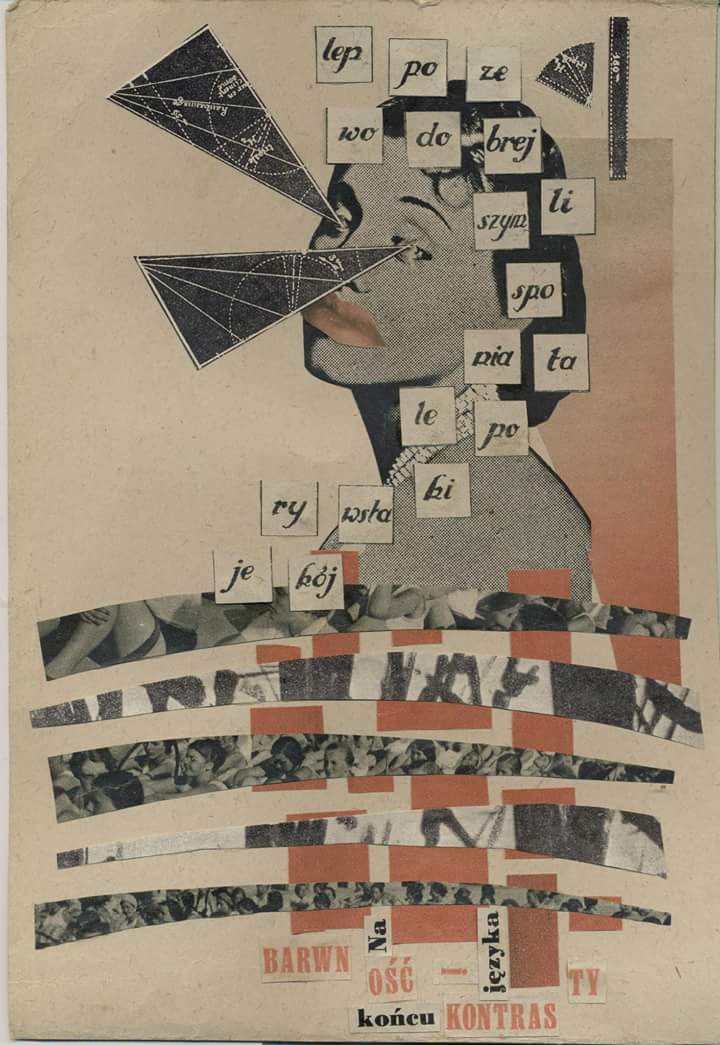 lep po ze
wo do brej
szym li
spo
nia ta
le po
ki
ry wsta
je kój
BARWN
Na
OŚĆ –
języka
TY
końcu KONTRAS